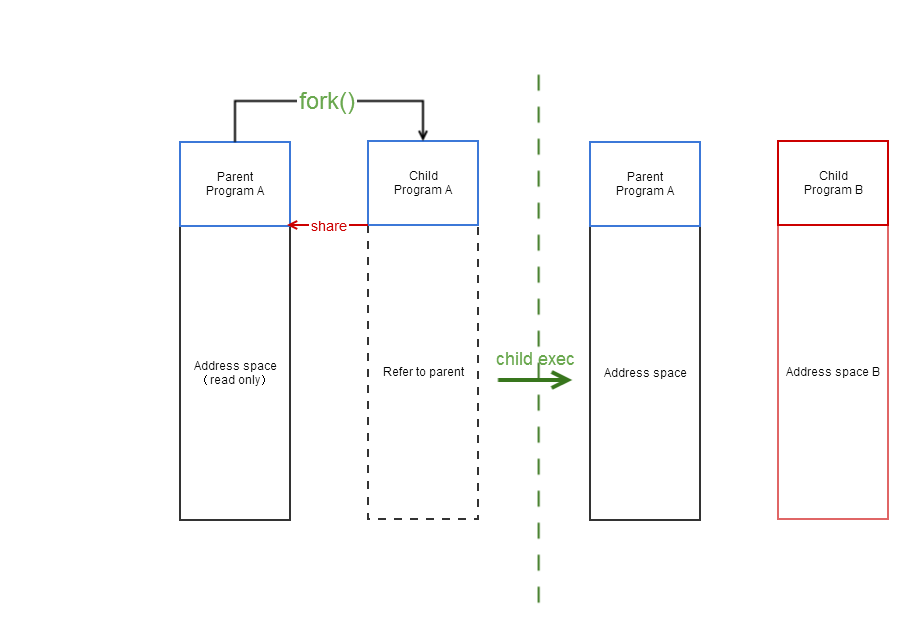 fork()
Parent
Program A
Child
Program A
share
Address space
( read only )
Refer to parent
child exec
Parent
Program A
Child
Program B
Address space
Address space B